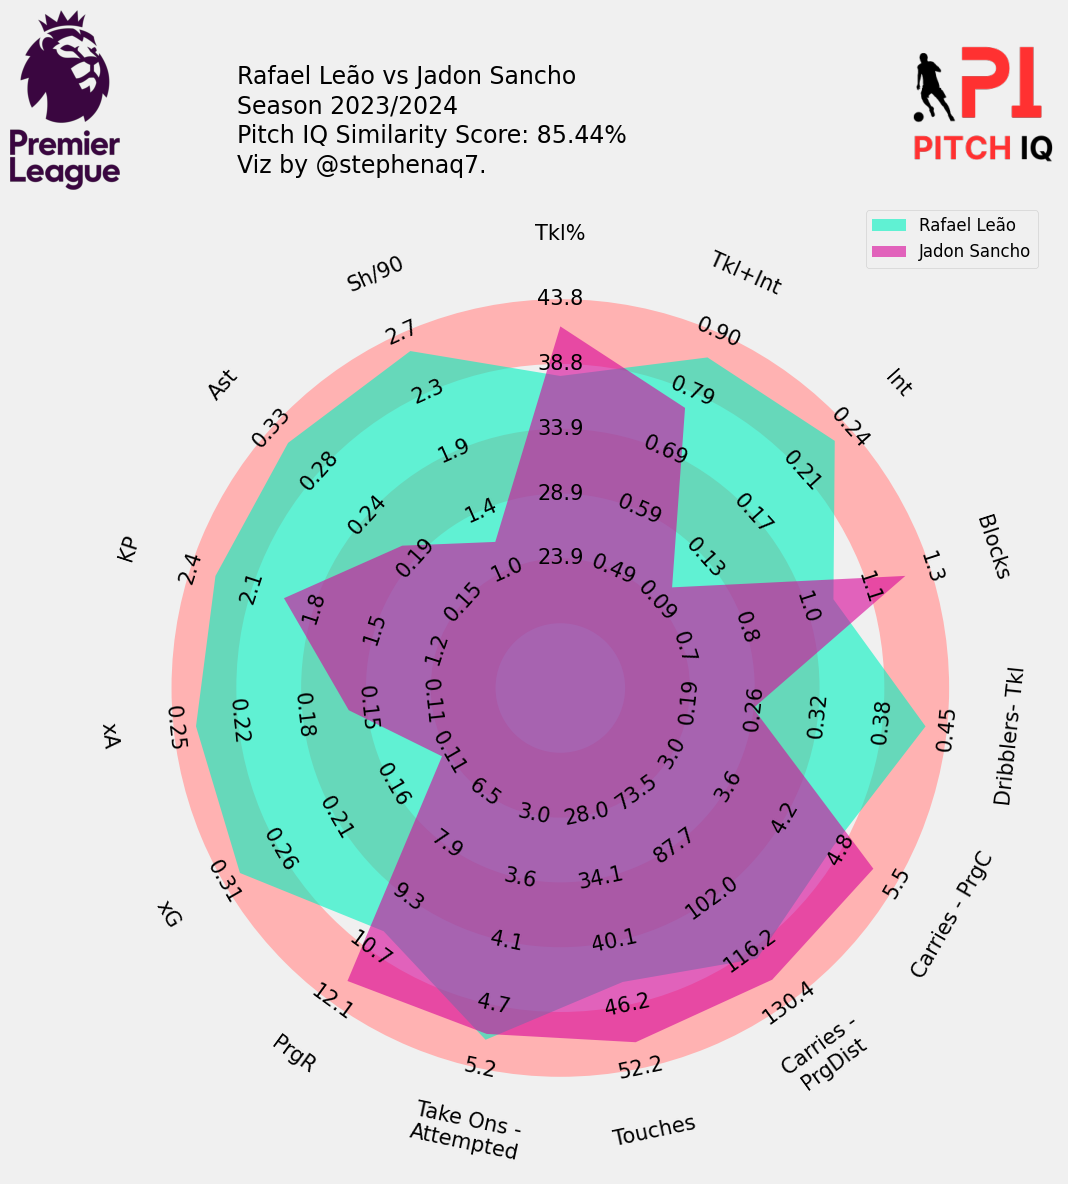 Premier
League
Rafael Leão vs Jadon Sancho
Season 2023/2024
Pitch IQ Similarity Score: 85.44%
Viz by @stephenaq7.
PI
PITCH IQ
Rafael Leão
Jadon Sancho
Tkl%
43.8
38.8
33.9
28.9
23.9
Tkl+Int
0.90
0.79
0.69
0.59
0.49
Int
0.24
0.21
0.17
0.13
0.09
Blocks
1.3
1.1
1.0
0.8
0.7
Dribblers- Tkl
0.45
0.38
0.32
0.26
0.19
Carries - PrgC
5.5
4.8
4.2
3.6
3.0
Carries -
PrgDist
130.4
116.2
102.0
87.7
73.5
Touches
52.2
46.2
40.1
34.1
28.0
Take Ons -
Attempted
5.2
4.7
4.1
3.6
3.0
PrgR
12.1
10.7
9.3
7.9
6.5
xG
0.31
0.26
0.21
0.16
0.11
xA
0.25
0.22
0.18
0.15
0.11
KP
2.4
2.1
1.8
1.5
1.2
Ast
0.33
0.28
0.24
0.19
0.15
Sh/90
2.7
2.3
1.9
1.4
1.0